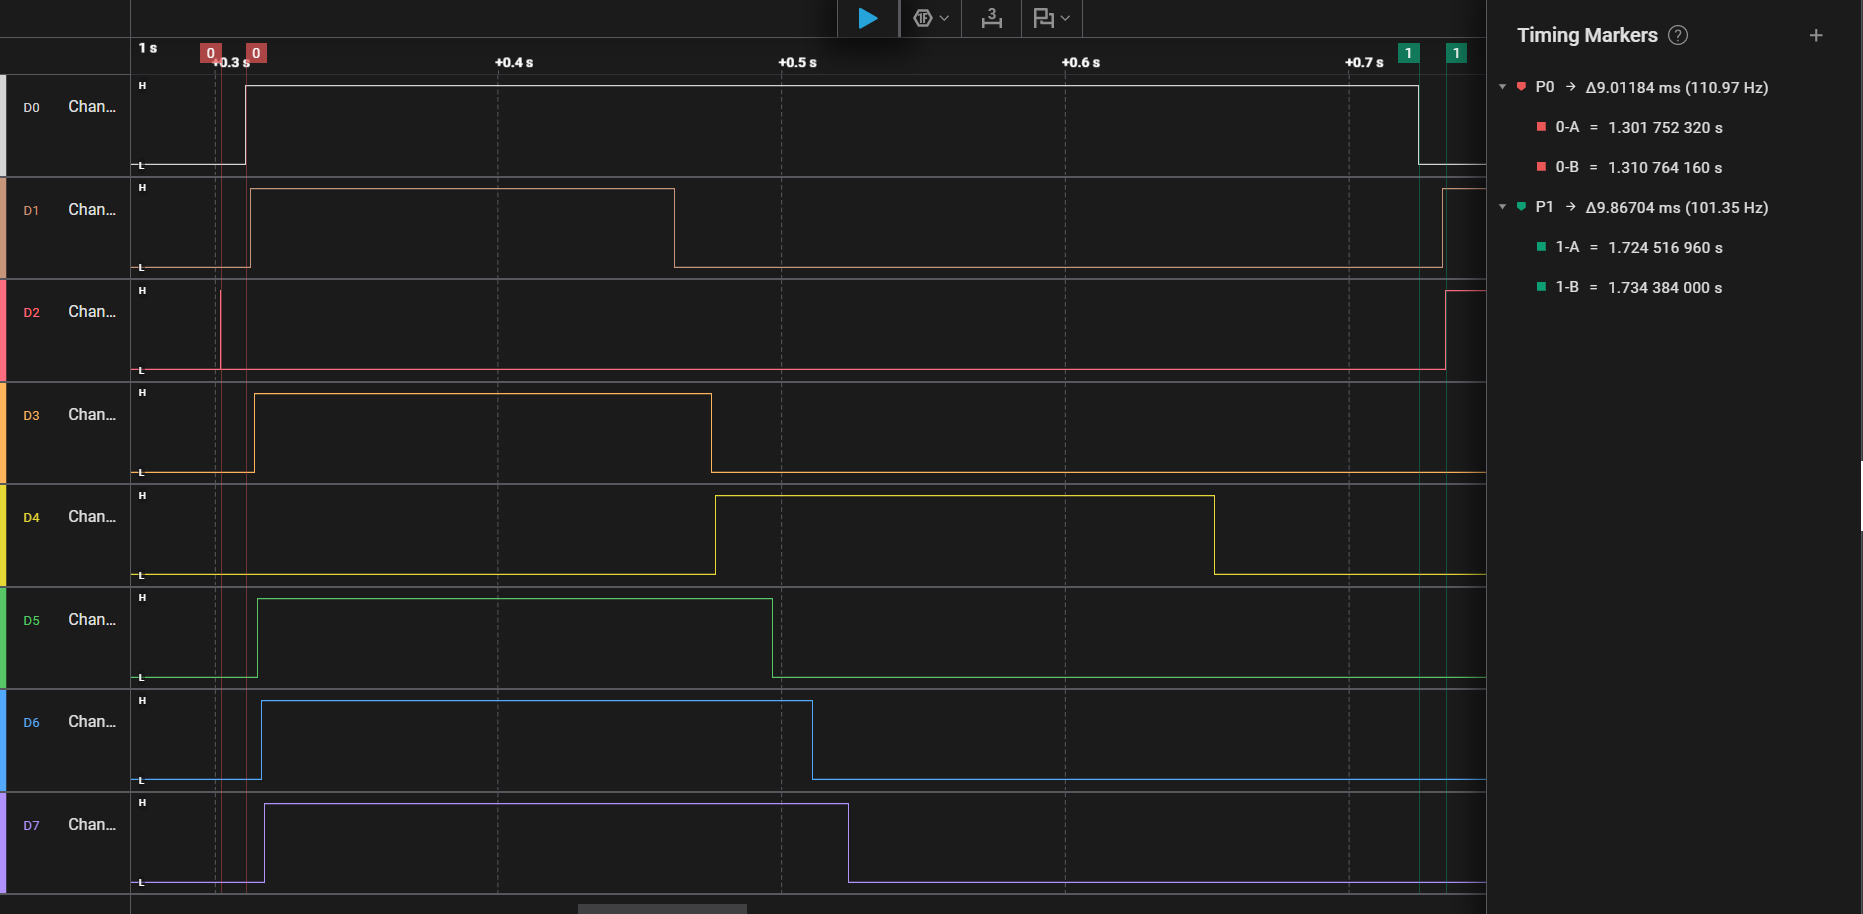 3
1 s
0 0 1 1
+0.3 s +0.4 s +0.5 s +0.6 s +0.7 s
Timing Markers ?
P0 → Δ9.01184 ms (110.97 Hz)
0-A = 1.301 752 320 s
0-B = 1.310 764 160 s
P1 → Δ9.86704 ms (101.35 Hz)
1-A = 1.724 516 960 s
1-B = 1.734 384 000 s
H
D0 Chan...
L
H
D1 Chan...
L
H
D2 Chan...
L
H
D3 Chan...
L
H
D4 Chan...
L
H
D5 Chan...
L
H
D6 Chan...
L
H
D7 Chan...
L